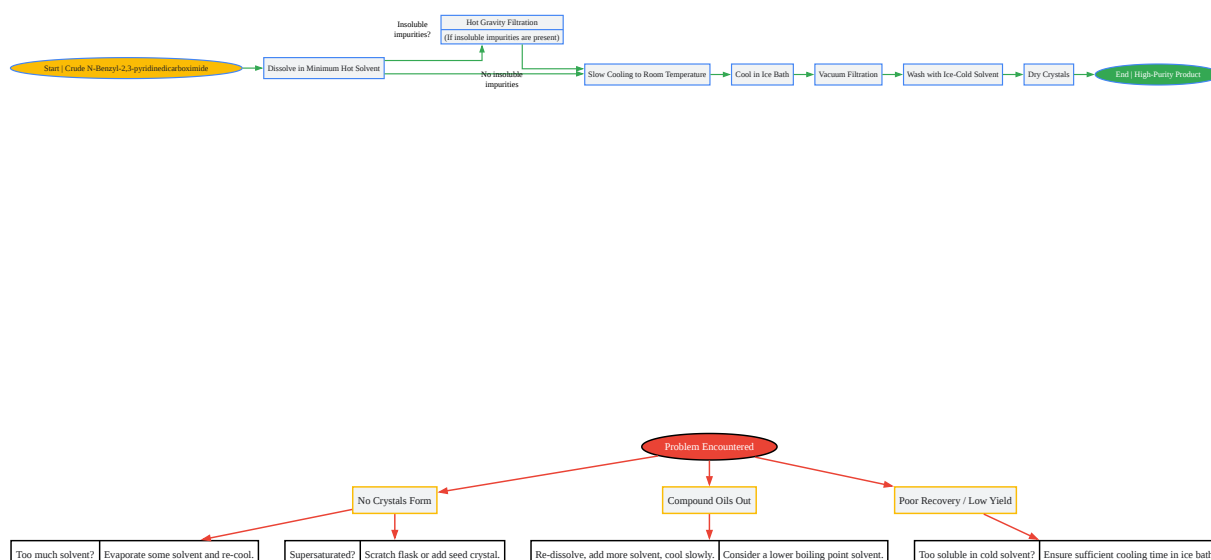 Insoluble
impurities?
Hot Gravity Filtration
(If insoluble impurities are present)
Start | Crude N-Benzyl-2,3-pyridinedicarboximide
Dissolve in Minimum Hot Solvent
No insoluble
impurities
Slow Cooling to Room Temperature
Cool in Ice Bath
Vacuum Filtration
Wash with Ice-Cold Solvent
Dry Crystals
End | High-Purity Product
Problem Encountered
No Crystals Form
Compound Oils Out
Poor Recovery / Low Yield
Too much solvent?
Evaporate some solvent and re-cool.
Supersaturated?
Scratch flask or add seed crystal.
Re-dissolve, add more solvent, cool slowly.
Consider a lower boiling point solvent.
Too soluble in cold solvent?
Ensure sufficient cooling time in ice bath